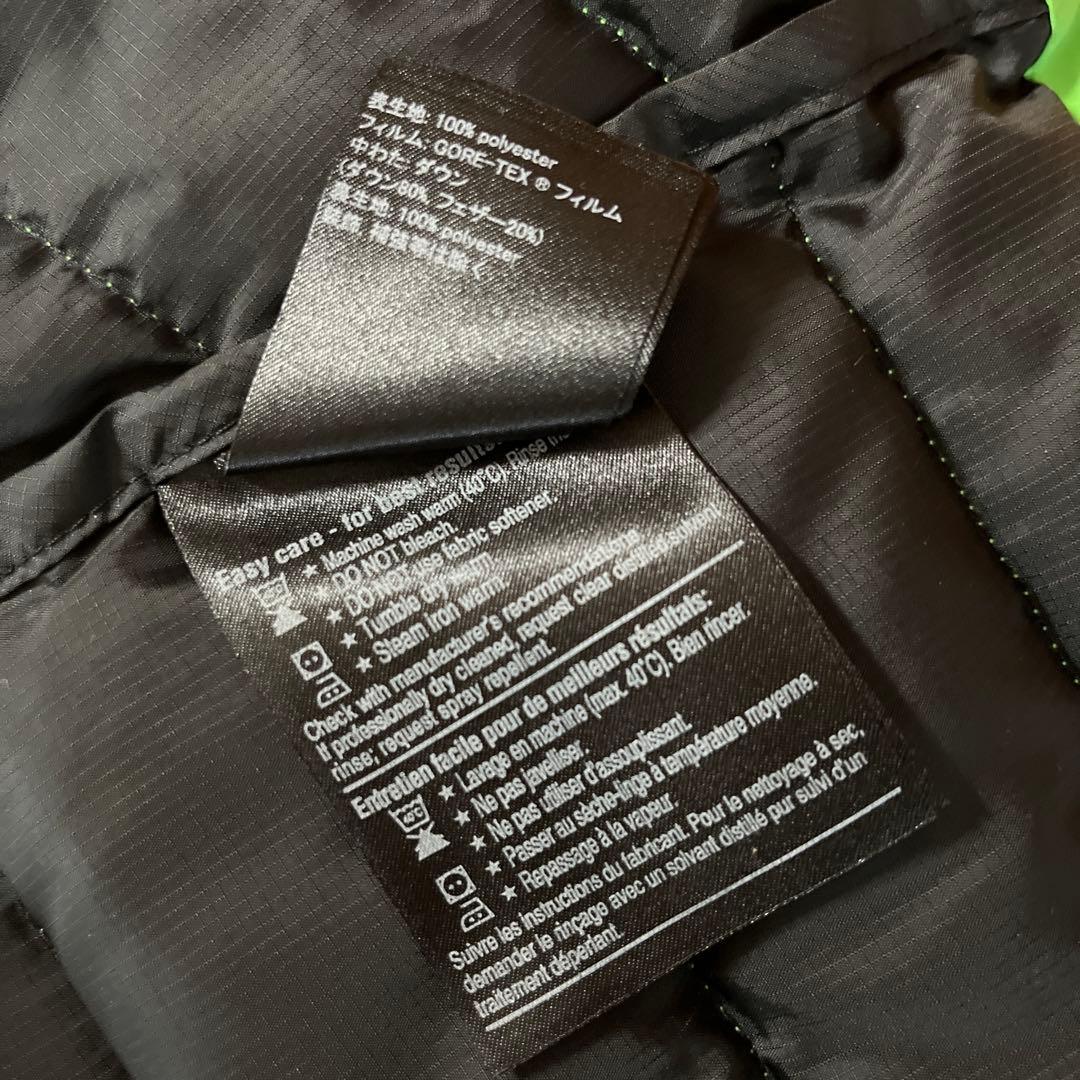 表生地: 100% polyester
フィルム: GORE-TEX ® フィルム
中わた: ダウン
(ダウン80%, フェザー20%)
表生地: 100% polyester
Easy care - for best results
★ Machine wash warm (40°C). Rinse
★ DO NOT bleach.
★ DO NOT use fabric softener.
★ Tumble dry warm
★ Steam iron warm
Check with manufacturer's recommendations.
If professionally dry cleaned, request clear distilled solvent
rinse; request spray repellent.
Entretien facile pour de meilleurs résultats:
★ Lavage en machine (max. 40°C). Bien rincer.
★ Ne pas javelliser.
★ Ne pas utiliser d'assouplissant.
★ Passer au sèche-linge à température moyenne.
★ Repassage à la vapeur.
Suivre les instructions du fabricant. Pour le nettoyage à sec,
demander le rinçage avec un solvant distillé pur suivi d'un
traitement déperlant.